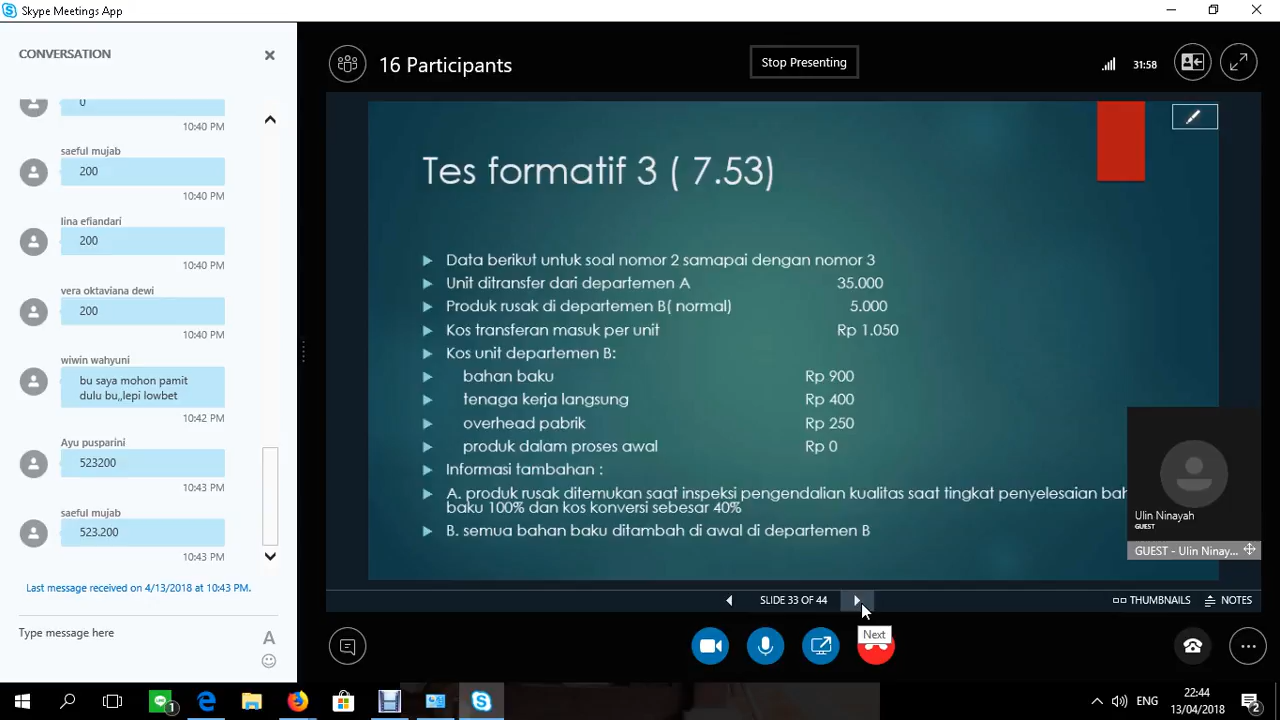 Skype Meetings App
CONVERSATION
0
10:40 PM
saeful mujab
200
10:40 PM
lina efiandari
200
10:40 PM
vera oktaviana dewi
200
10:40 PM
wiwin wahyuni
bu saya mohon pamit
dulu bu,,lepi lowbet
10:42 PM
Ayu pusparini
523200
10:43 PM
saeful mujab
523.200
10:43 PM
Last message received on 4/13/2018 at 10:43 PM.
Type message here
A
16 Participants
Stop Presenting
31:58
Tes formatif 3 ( 7.53)
Data berikut untuk soal nomor 2 samapai dengan nomor 3
Unit ditransfer dari departemen A 35.000
Produk rusak di departemen B( normal) 5.000
Kos transferan masuk per unit Rp 1.050
Kos unit departemen B:
bahan baku Rp 900
tenaga kerja langsung Rp 400
overhead pabrik Rp 250
produk dalam proses awal Rp 0
Informasi tambahan :
A. produk rusak ditemukan saat inspeksi pengendalian kualitas saat tingkat penyelesaian bah
baku 100% dan kos konversi sebesar 40%
B. semua bahan baku ditambah di awal di departemen B
Ulin Ninayah
GUEST
GUEST - Ulin Ninay...
SLIDE 33 OF 44
THUMBNAILS
NOTES
Next
1
ENG
22:44
13/04/2018
2